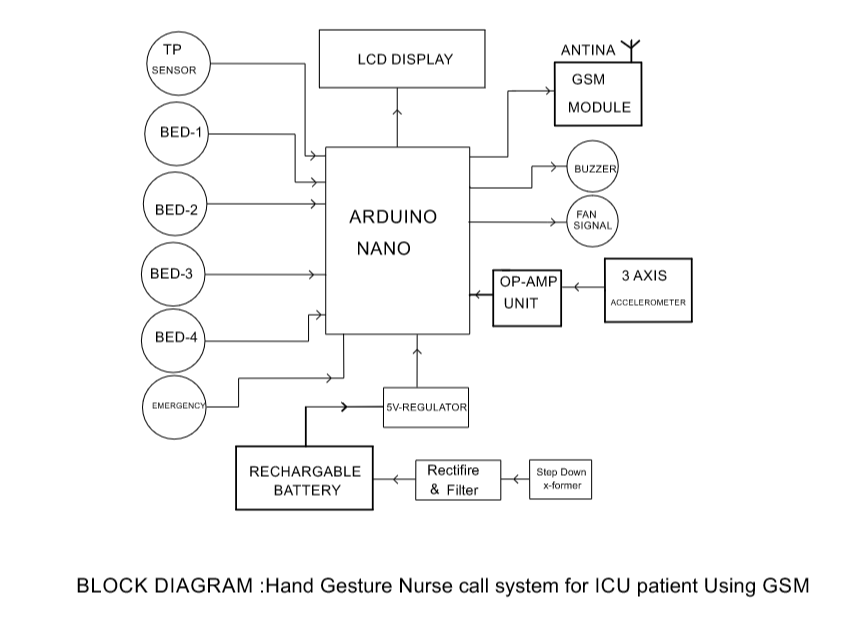 TP
SENSOR
LCD DISPLAY
ANTINA
GSM
MODULE
BED-1
BUZZER
BED-2
ARDUINO
NANO
FAN
SIGNAL
BED-3
OP-AMP
UNIT
3 AXIS
ACCELEROMETER
BED-4
EMERGENCY
5V-REGULATOR
RECHARGABLE
BATTERY
Rectifire
& Filter
Step Down
x-former
BLOCK DIAGRAM :Hand Gesture Nurse call system for ICU patient Using GSM